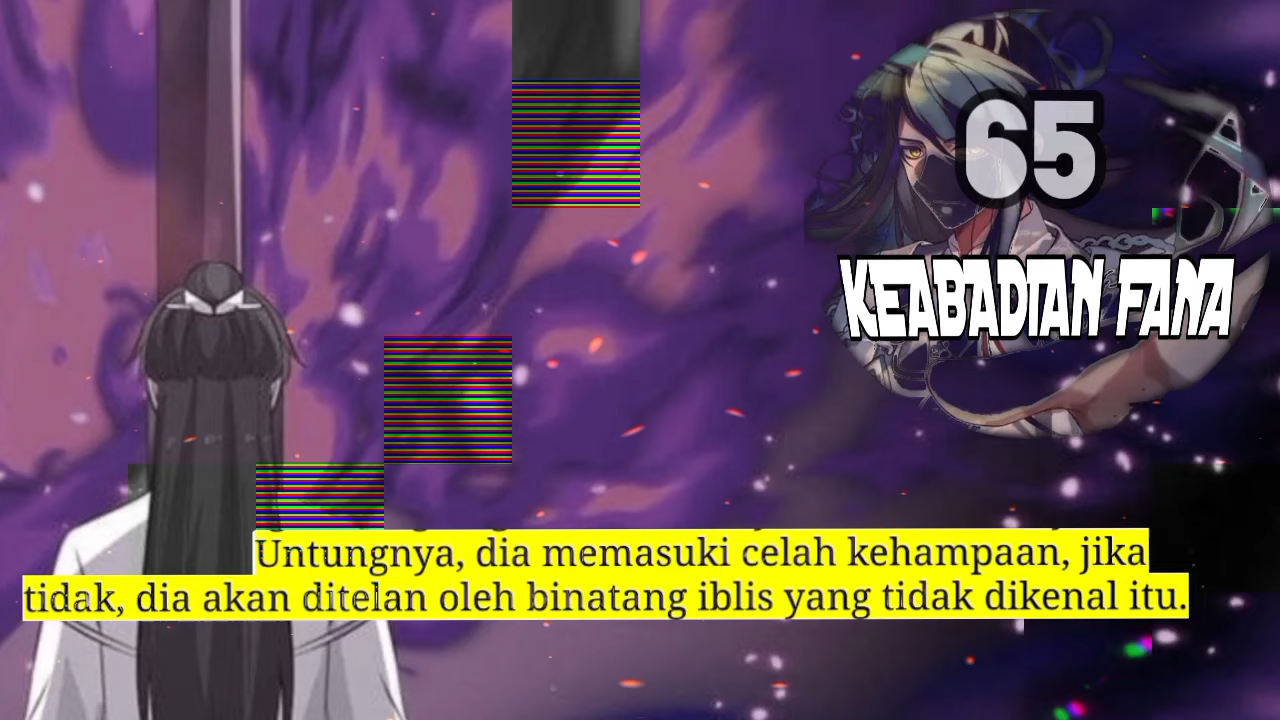 65
KEABADIAN FANA
Untungnya, dia memasuki celah kehampaan, jika
tidak, dia akan ditelan oleh binatang iblis yang tidak dikenal itu.